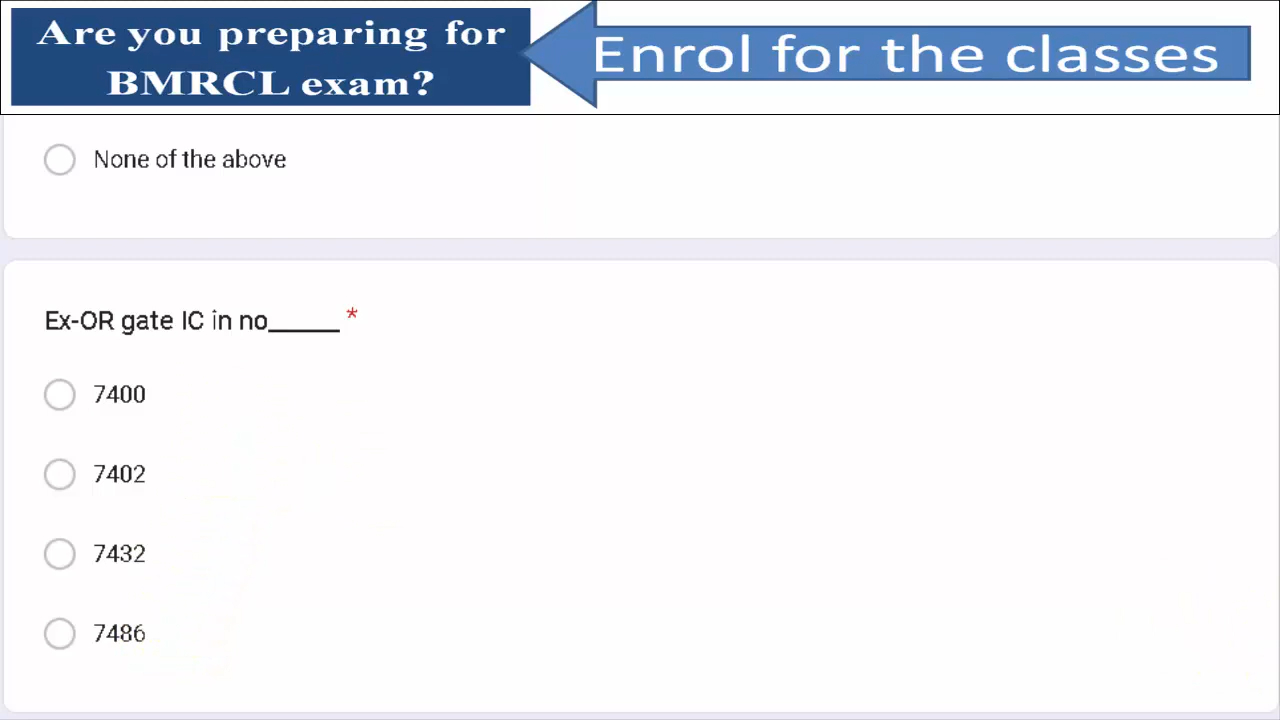 Are you preparing for
BMRCL exam?
Enrol for the classes
None of the above
Ex-OR gate IC in no______ *
7400
7402
7432
7486